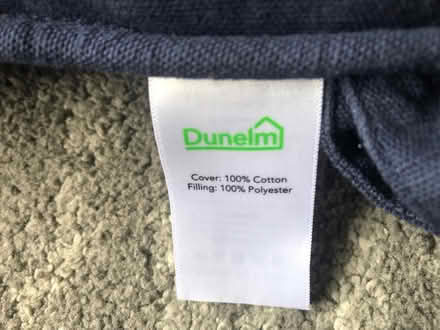 Dunelm
Cover: 100% Cotton
Filling: 100% Polyester